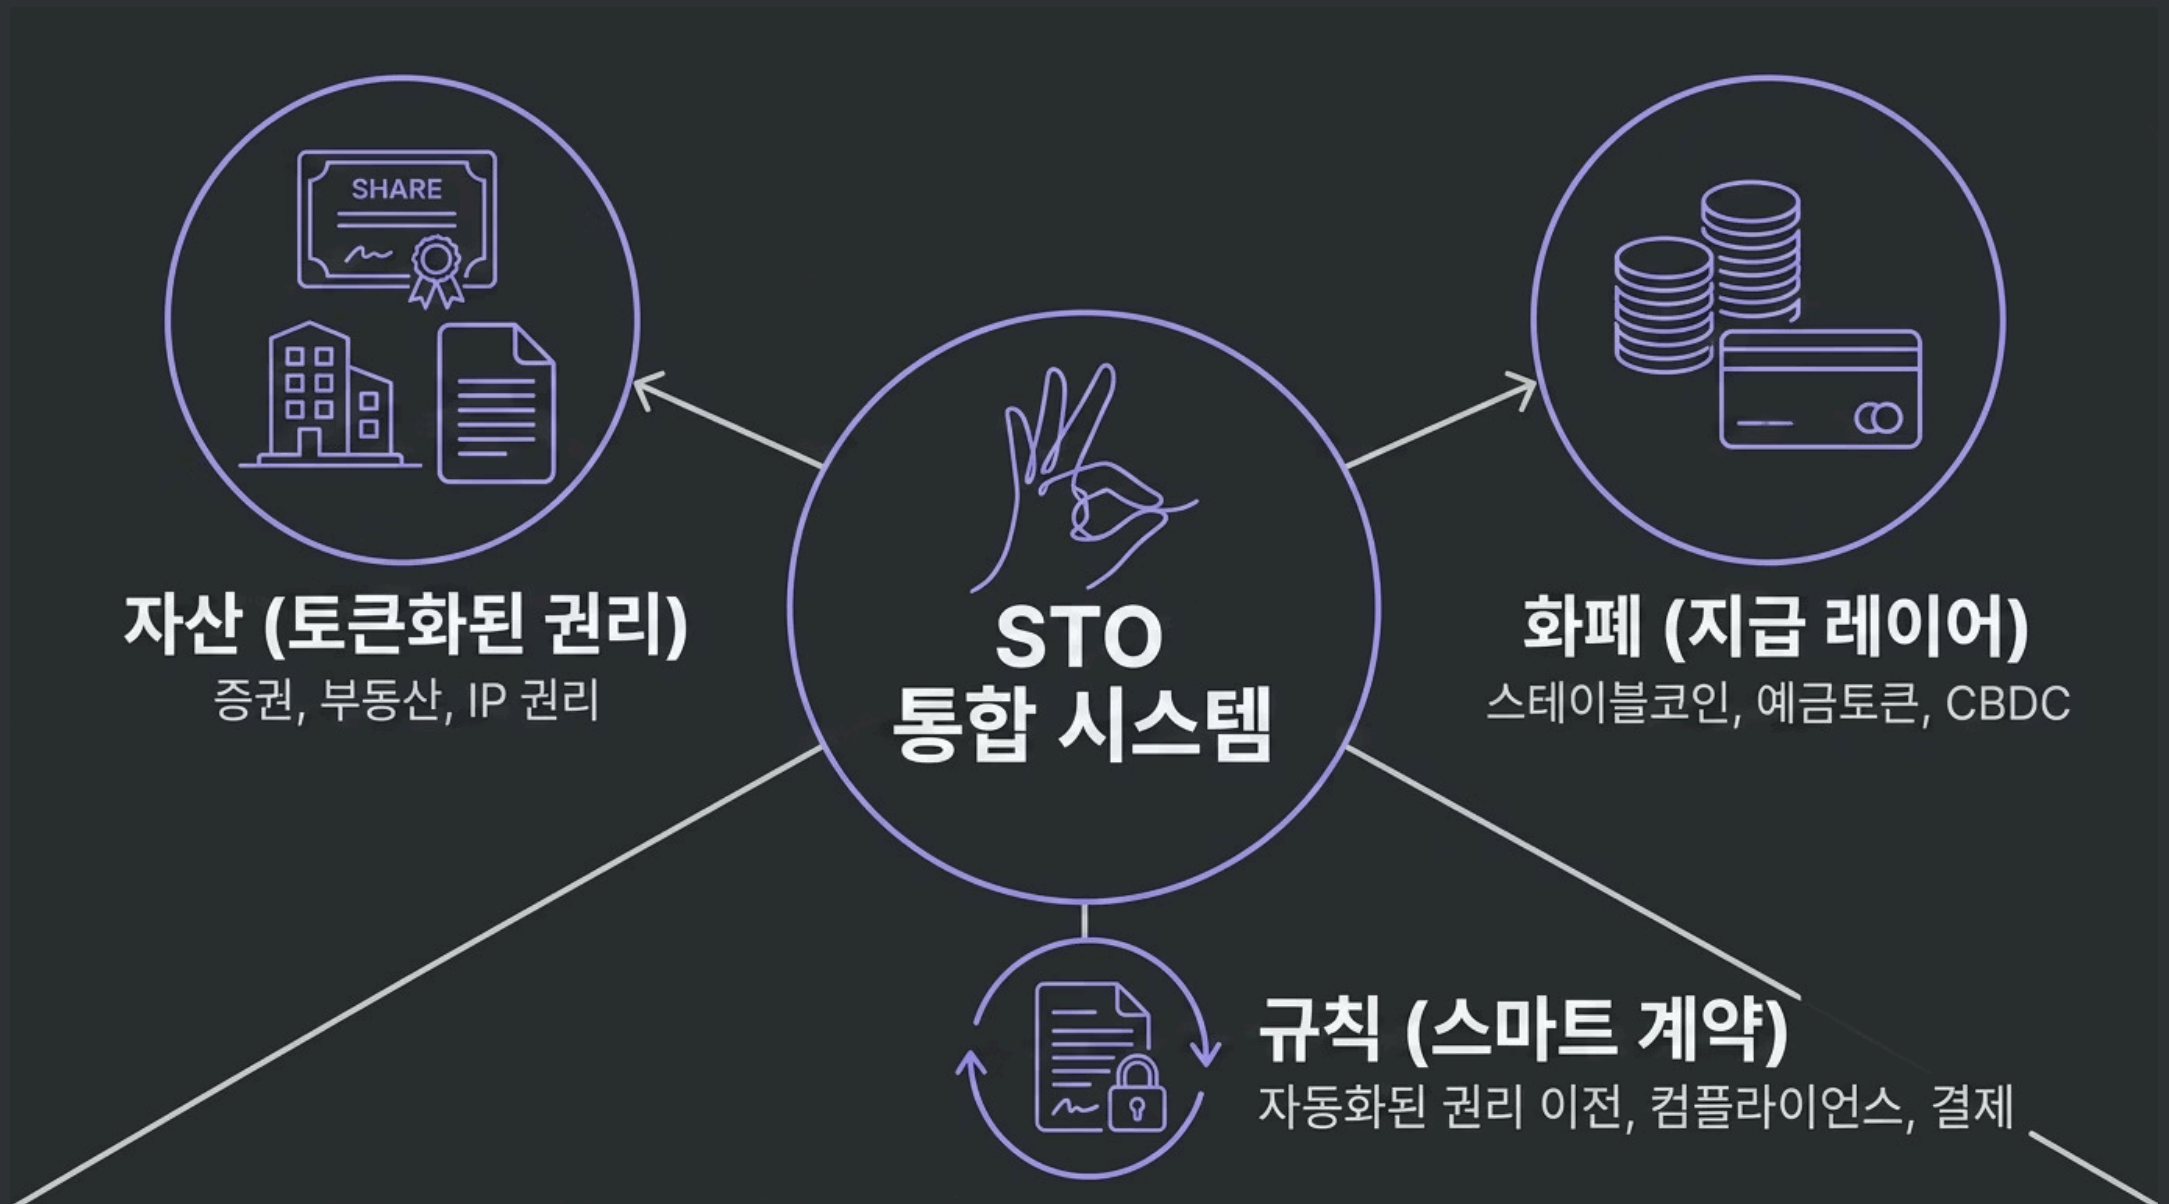 SHARE
자산 (토큰화된 권리)
증권, 부동산, IP 권리
STO
통합 시스템
화폐 (지급 레이어)
스테이블코인, 예금토큰, CBDC
규칙 (스마트 계약)
자동화된 권리 이전, 컴플라이언스, 결제